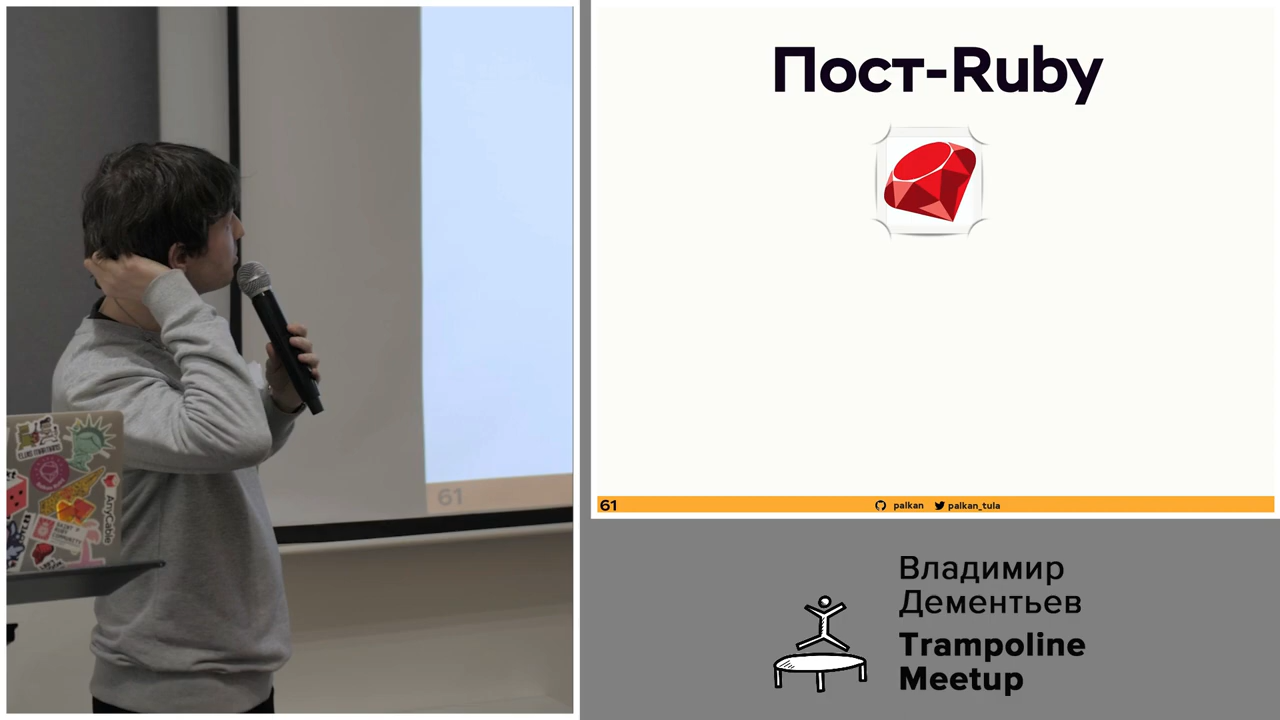 Пост-Ruby
61
palkan palkan_tula
61
AnyCable
Владимир
Дементьев
Trampoline
Meetup